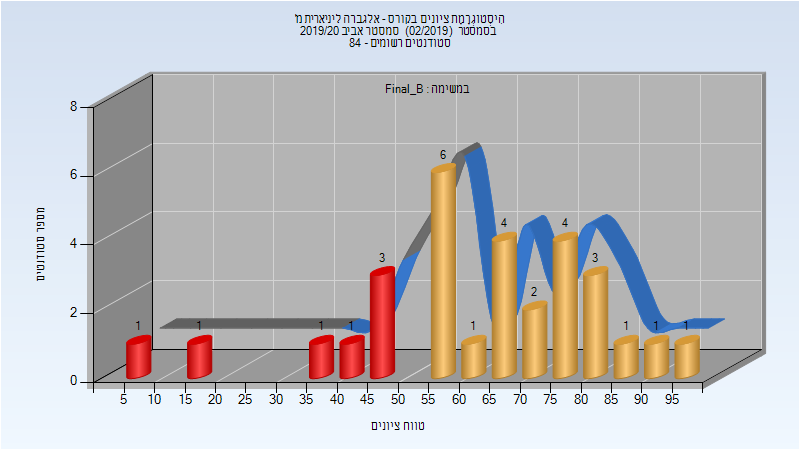 היסטוגרמת ציונים בקורס - אלגברה ליניארית מ'
בסמסטר (02/2019) סמסטר אביב 2019/20
סטודנטים רשומים - 84
במשימה : Final_B
מספר סטודנטים
8
6
4
2
0
1
1
1
1
3
6
1
4
2
4
3
1
1
1
5 10 15 20 25 30 35 40 45 50 55 60 65 70 75 80 85 90 95
טווח ציונים